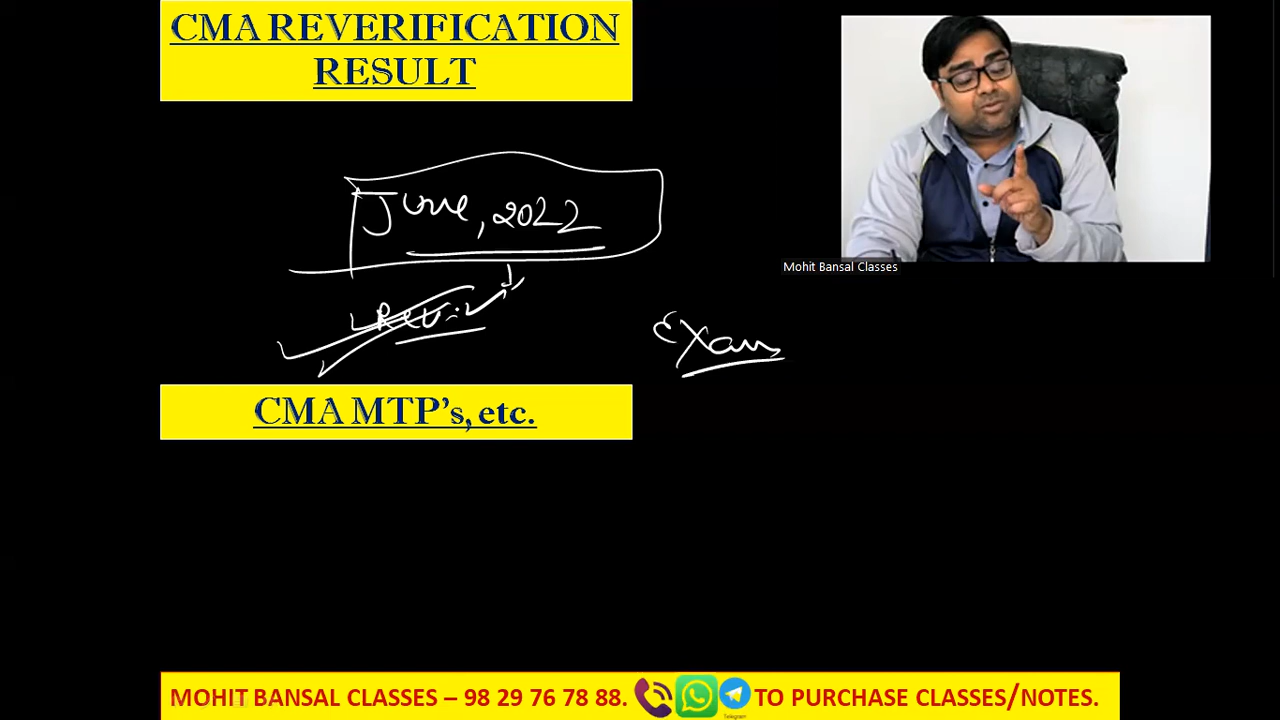 CMA REVERIFICATION
RESULT
Mohit Bansal Classes
June, 2022
Exam
CMA MTP's, etc.
MOHIT BANSAL CLASSES – 98 29 76 78 88. TO PURCHASE CLASSES/NOTES.
Telegram